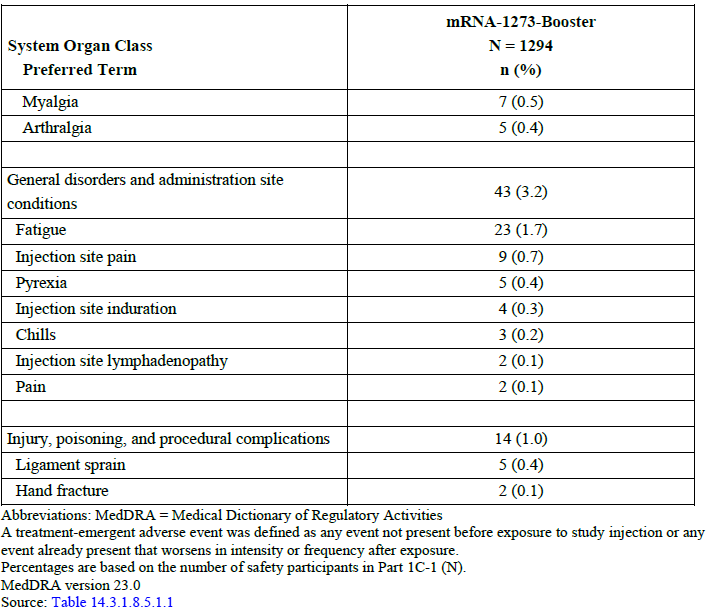 mRNA-1273-Booster
System Organ Class N = 1294
Preferred Term n (%)
Myalgia 7 (0.5)
Arthralgia 5 (0.4)
General disorders and administration site
conditions 43 (3.2)
Fatigue 23 (1.7)
Injection site pain 9 (0.7)
Pyrexia 5 (0.4)
Injection site induration 4 (0.3)
Chills 3 (0.2)
Injection site lymphadenopathy 2 (0.1)
Pain 2 (0.1)
Injury, poisoning, and procedural complications 14 (1.0)
Ligament sprain 5 (0.4)
Hand fracture 2 (0.1)
Abbreviations: MedDRA = Medical Dictionary of Regulatory Activities
A treatment-emergent adverse event was defined as any event not present before exposure to study injection or any
event already present that worsens in intensity or frequency after exposure.
Percentages are based on the number of safety participants in Part 1C-1 (N).
MedDRA version 23.0
Source: Table 14.3.1.8.5.1.1